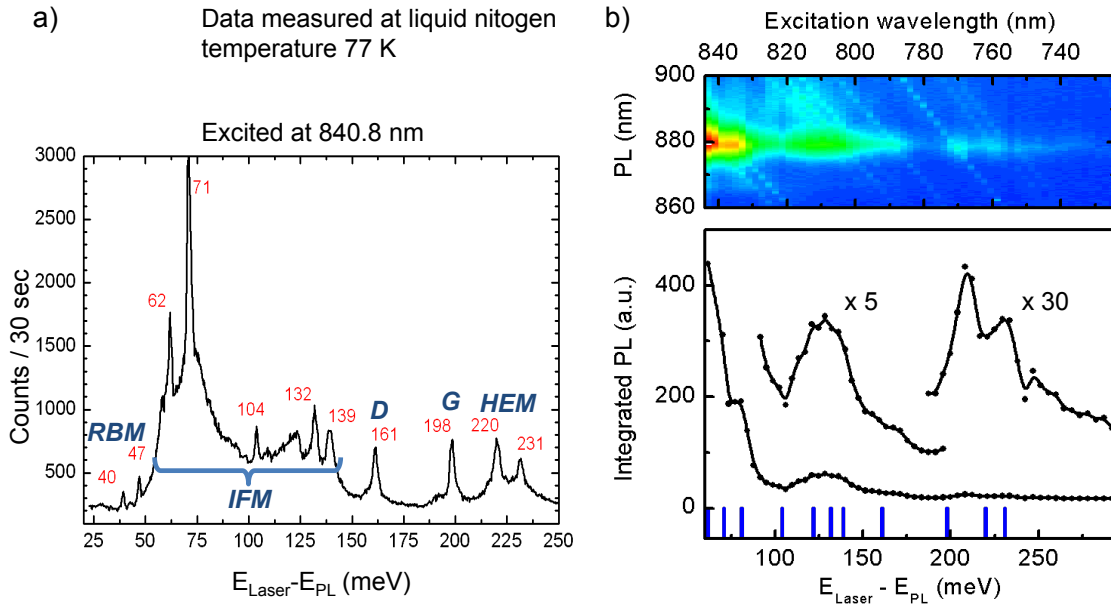 a)
Data measured at liquid nitogen
temperature 77 K
Excited at 840.8 nm
3000
2500
2000
1500
1000
500
Counts / 30 sec
71
62
104
132
139
D
161
G
198
HEM
220
231
RBM
47
40
IFM
25 50 75 100 125 150 175 200 225 250
E_Laser-E_PL (meV)
b)
Excitation wavelength (nm)
840 820 800 780 760 740
900
880
860
PL (nm)
400
200
0
Integrated PL (a.u.)
x 5
x 30
100 150 200 250
E_Laser - E_PL (meV)